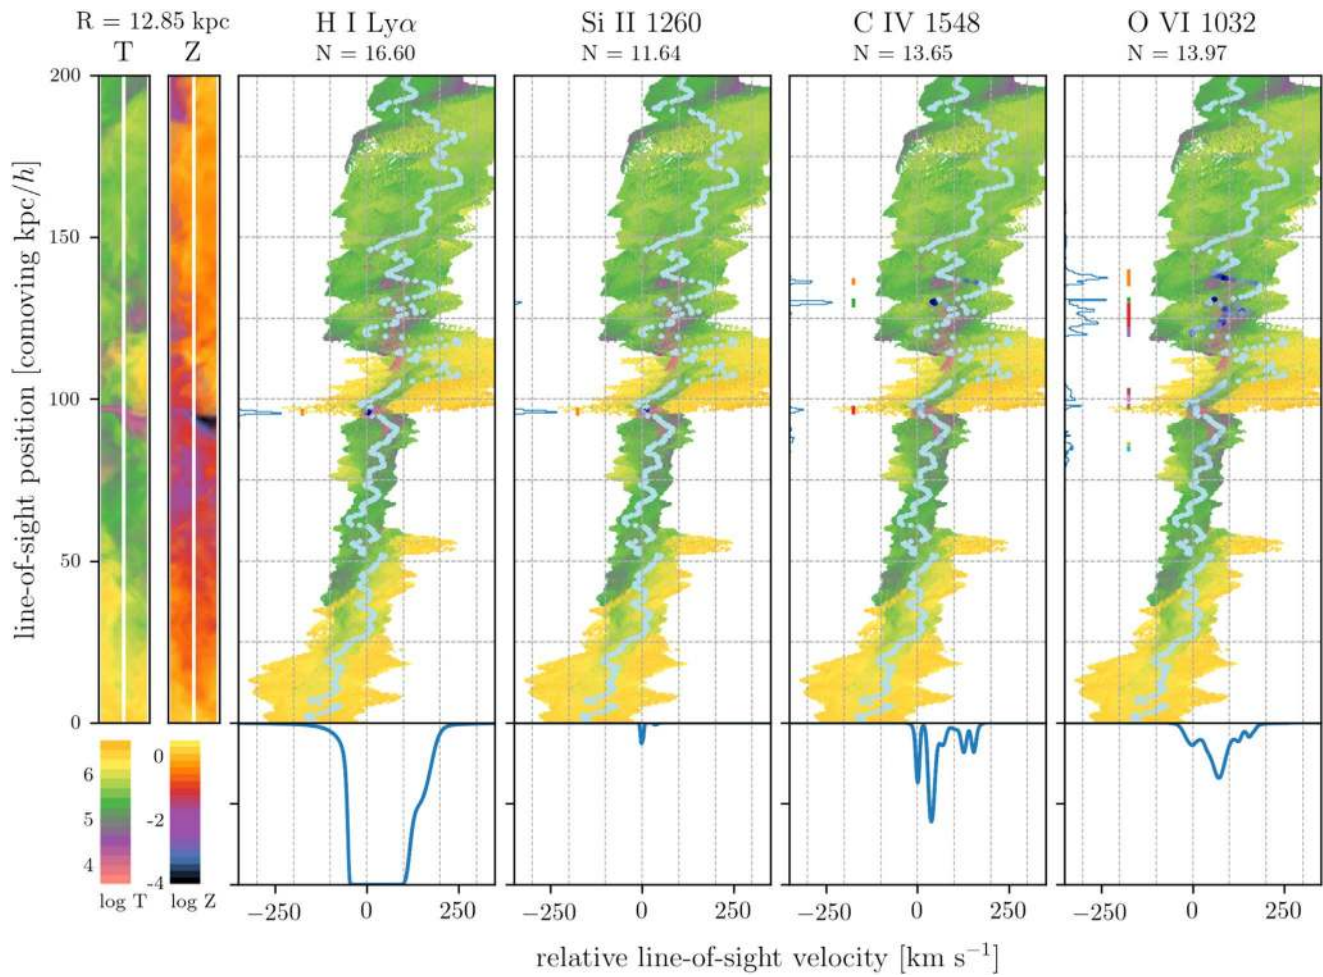 R = 12.85 kpc
T Z
H I Lyα
N = 16.60
Si II 1260
N = 11.64
C IV 1548
N = 13.65
O VI 1032
N = 13.97
line-of-sight position [comoving kpc/h]
200
150
100
50
0
6
5
4
log T
0
-2
-4
log Z
−250 0 250
−250 0 250
−250 0 250
−250 0 250
relative line-of-sight velocity [km s⁻¹]